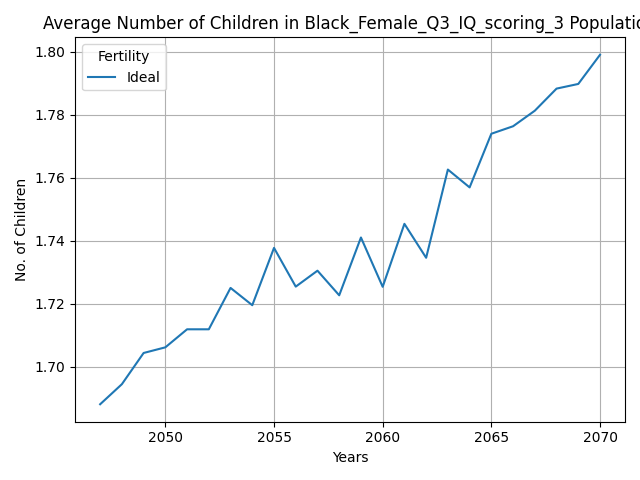 Average Number of Children in Black_Female_Q3_IQ_scoring_3 Populatio
Fertility
Ideal
No. of Children
1.80
1.78
1.76
1.74
1.72
1.70
2050 2055 2060 2065 2070
Years